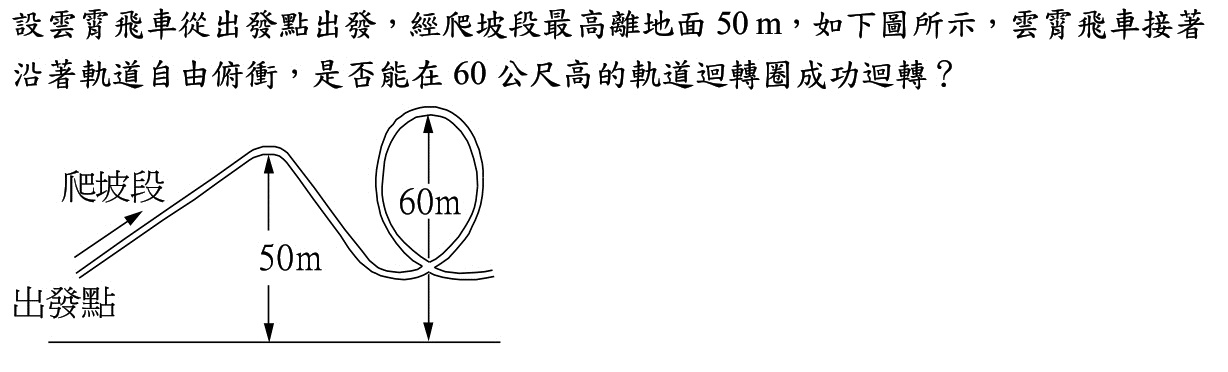 設雲霄飛車從出發點出發，經爬坡段最高離地面 50 m，如下圖所示，雲霄飛車接著
沿著軌道自由俯衝，是否能在 60 公尺高的軌道迴轉圈成功迴轉？
爬坡段
60m
50m
出發點